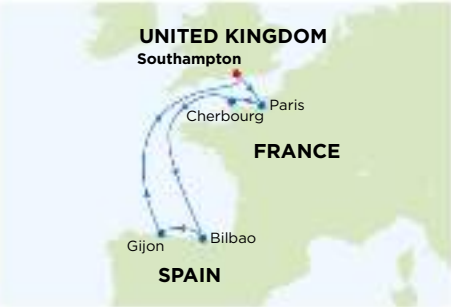 UNITED KINGDOM
Southampton
Paris
Cherbourg
FRANCE
Bilbao
Gijon
SPAIN